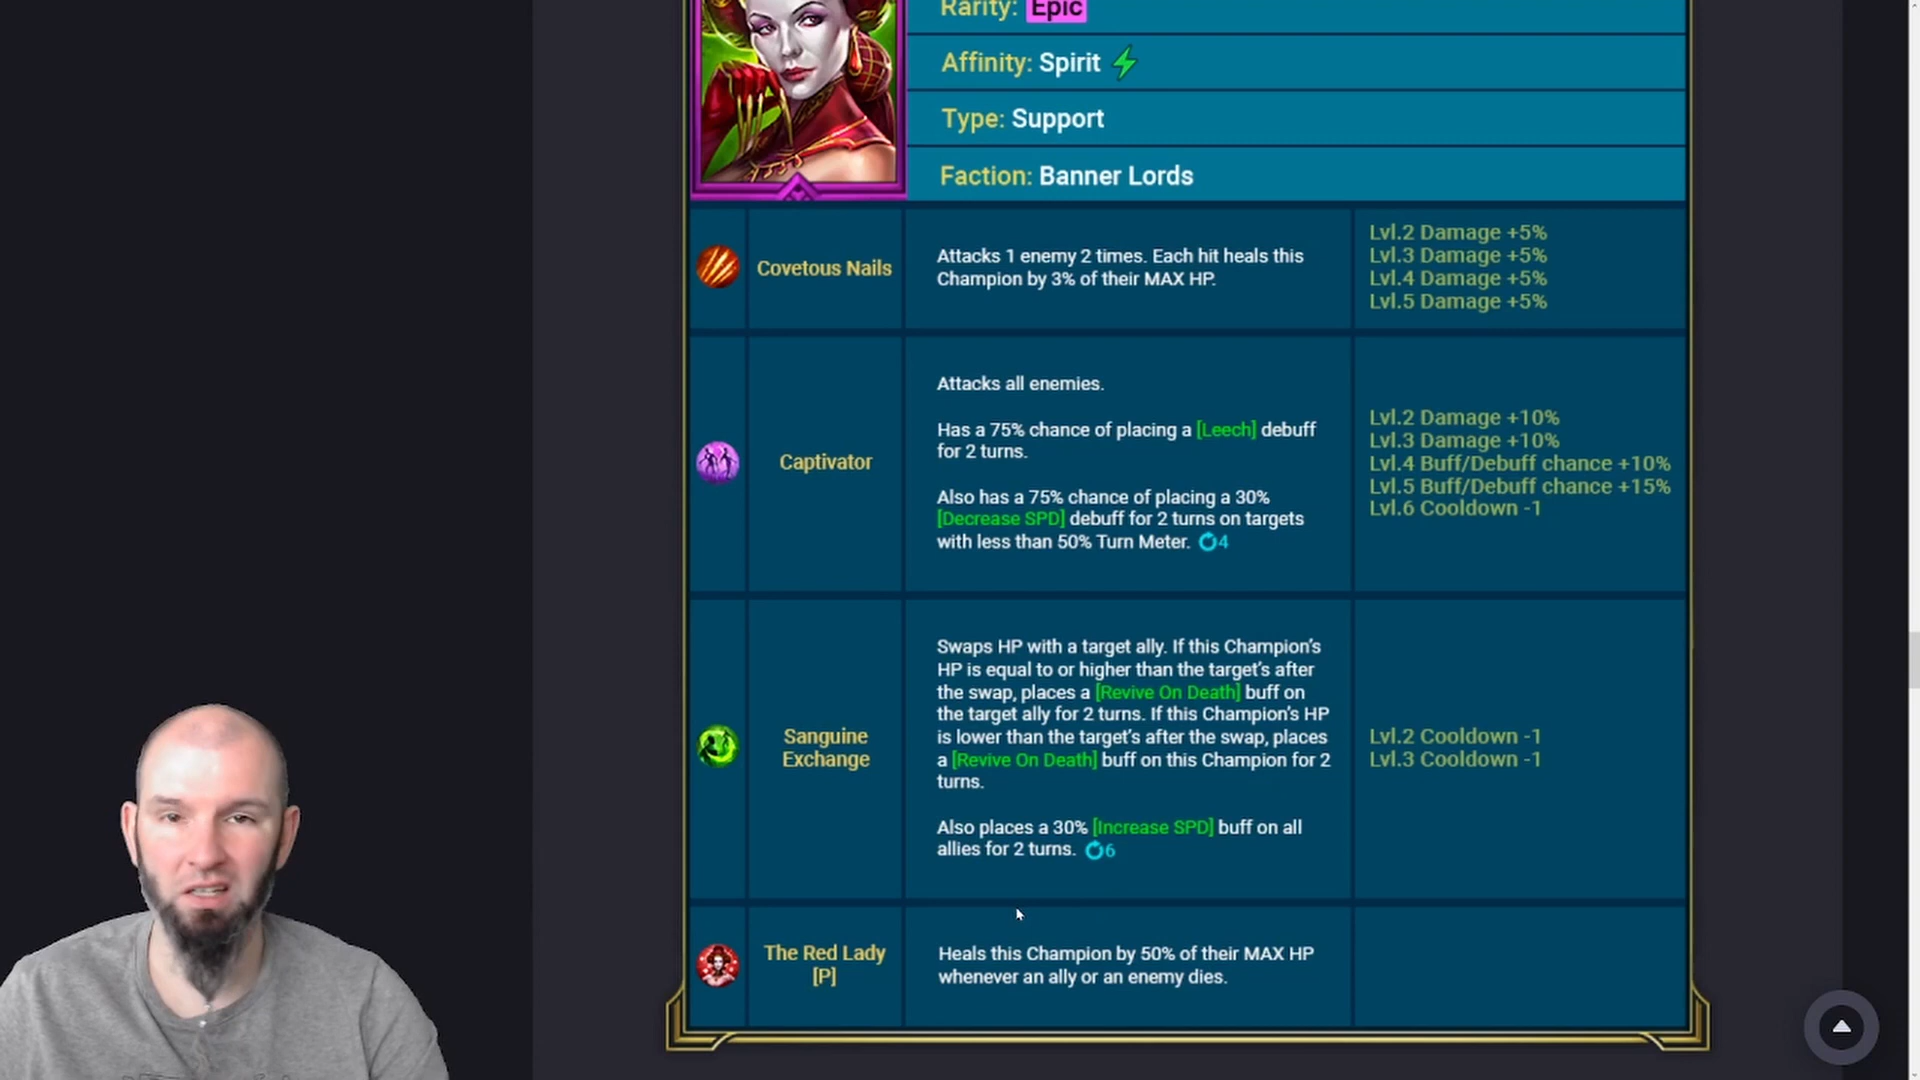 Rarity: Epic
Affinity: Spirit
Type: Support
Faction: Banner Lords
Covetous Nails
Attacks 1 enemy 2 times. Each hit heals this
Champion by 3% of their MAX HP.
Lvl.2 Damage +5%
Lvl.3 Damage +5%
Lvl.4 Damage +5%
Lvl.5 Damage +5%
Captivator
Attacks all enemies.
Has a 75% chance of placing a [Leech] debuff
for 2 turns.
Also has a 75% chance of placing a 30%
[Decrease SPD] debuff for 2 turns on targets
with less than 50% Turn Meter. 4
Lvl.2 Damage +10%
Lvl.3 Damage +10%
Lvl.4 Buff/Debuff chance +10%
Lvl.5 Buff/Debuff chance +15%
Lvl.6 Cooldown -1
Sanguine
Exchange
Swaps HP with a target ally. If this Champion's
HP is equal to or higher than the target's after
the swap, places a [Revive On Death] buff on
the target ally for 2 turns. If this Champion's HP
is lower than the target's after the swap, places
a [Revive On Death] buff on this Champion for 2
turns.
Also places a 30% [Increase SPD] buff on all
allies for 2 turns. 6
Lvl.2 Cooldown -1
Lvl.3 Cooldown -1
The Red Lady
[P]
Heals this Champion by 50% of their MAX HP
whenever an ally or an enemy dies.